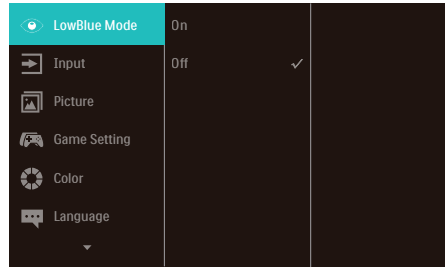 LowBlue Mode
On
Input
Off
Picture
Game Setting
Color
Language